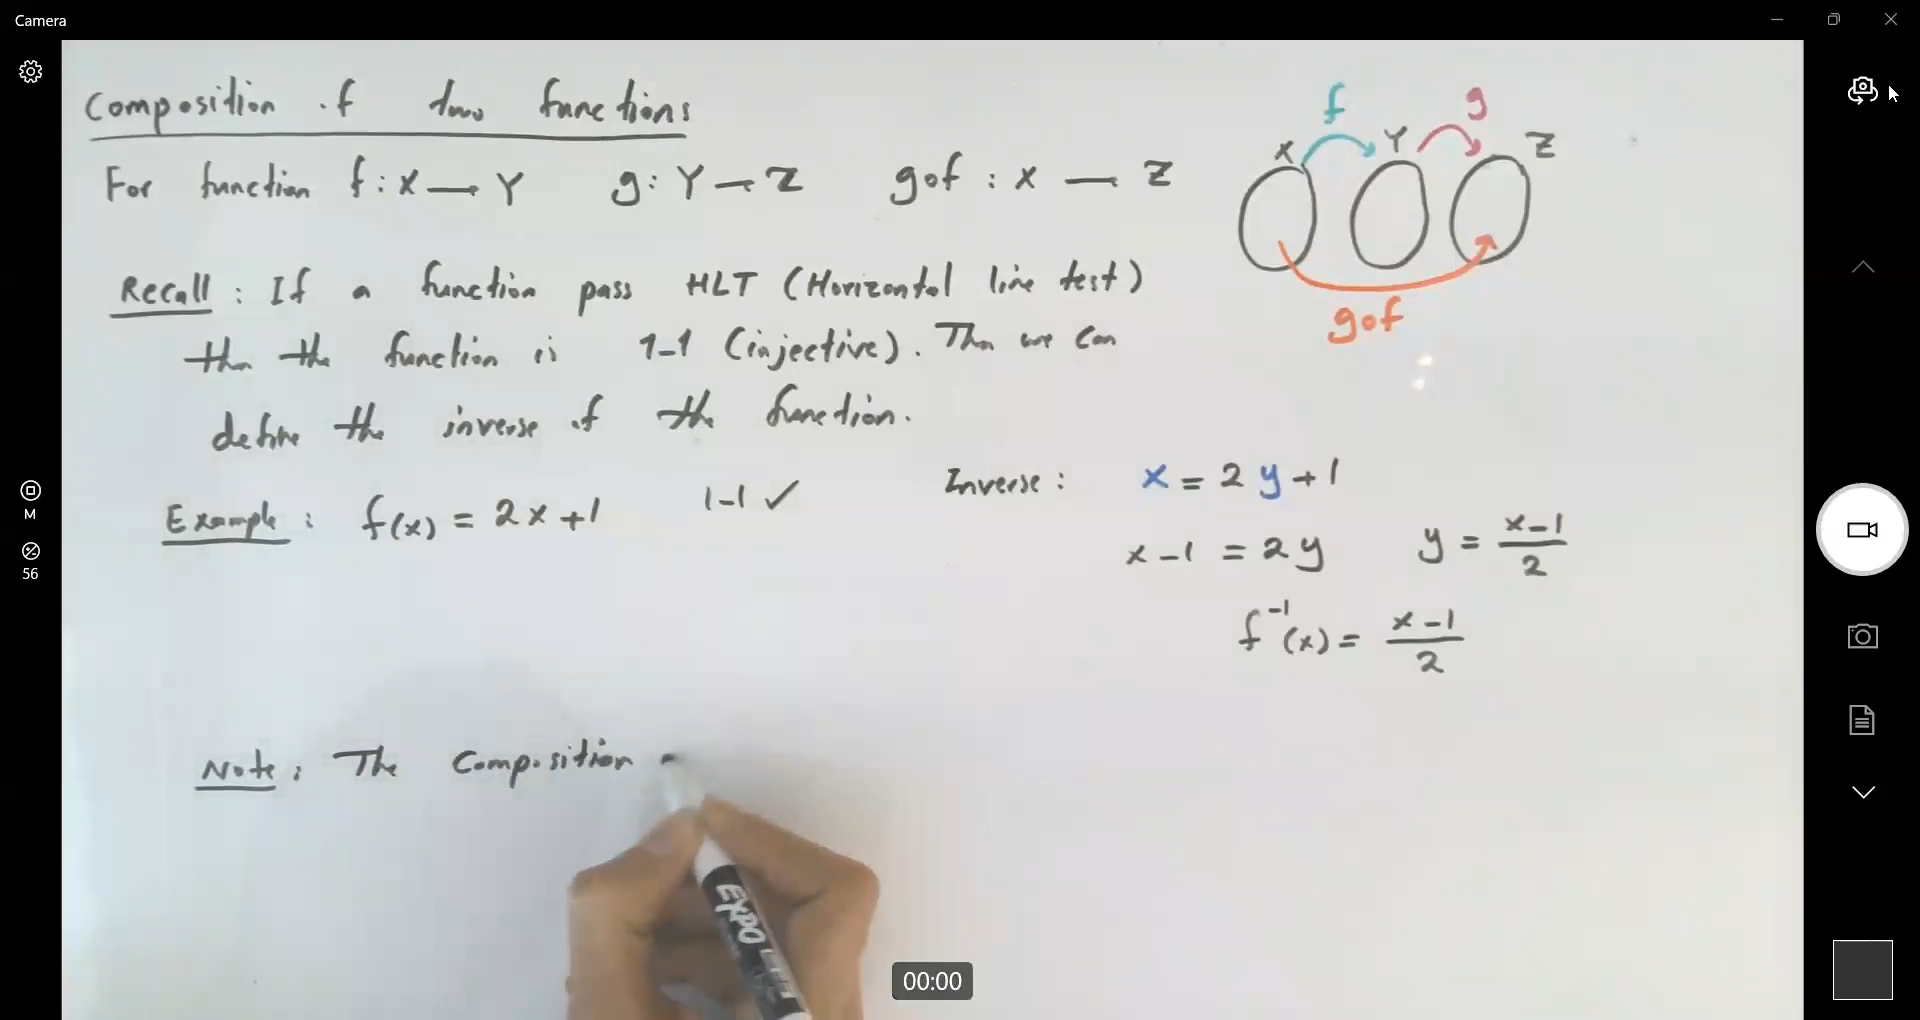 Camera
Composition of two functions
For function f: X → Y g: Y → Z gof : X → Z
f g
X Y Z
gof
Recall : If a function pass HLT (Horizontal line test)
then the function is 1-1 (injective). Then we can
define the inverse of the function.
Example : f(x) = 2x+1 1-1 ✓
Inverse : x = 2y+1
x-1 = 2y y = x-1/2
f⁻¹(x) = x-1/2
Note: The Composition
M
56
EXPO
00:00